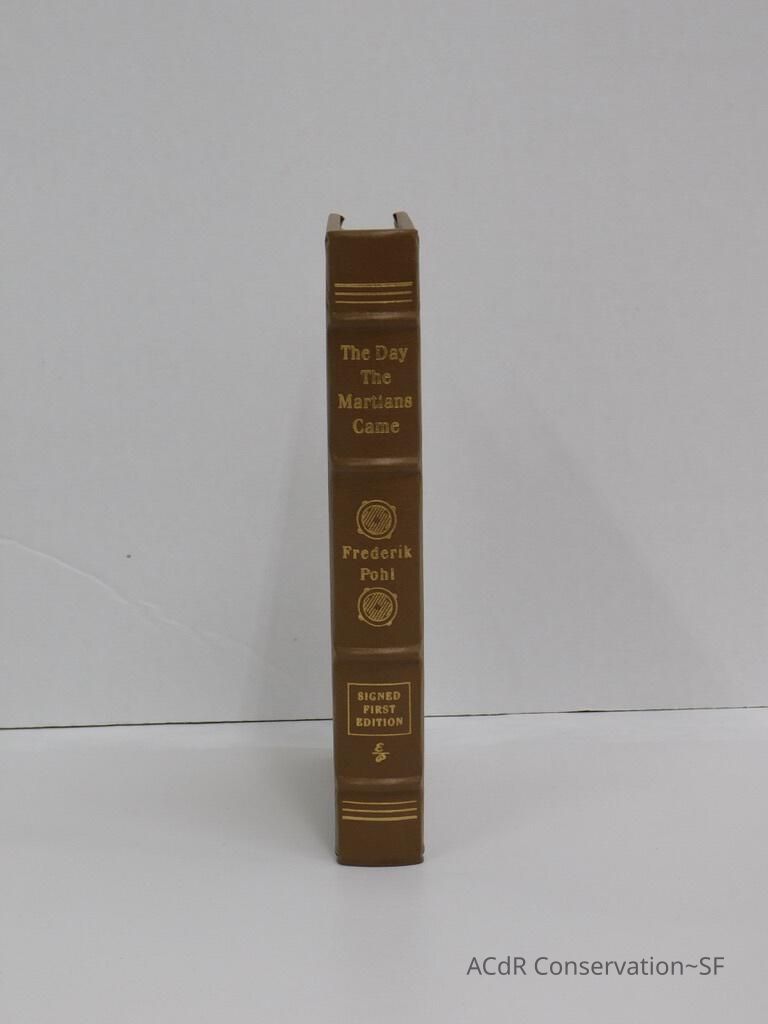 The Day
The
Martians
Came
Frederik
Pohl
SIGNED
FIRST
EDITION
ACdR Conservation~SF